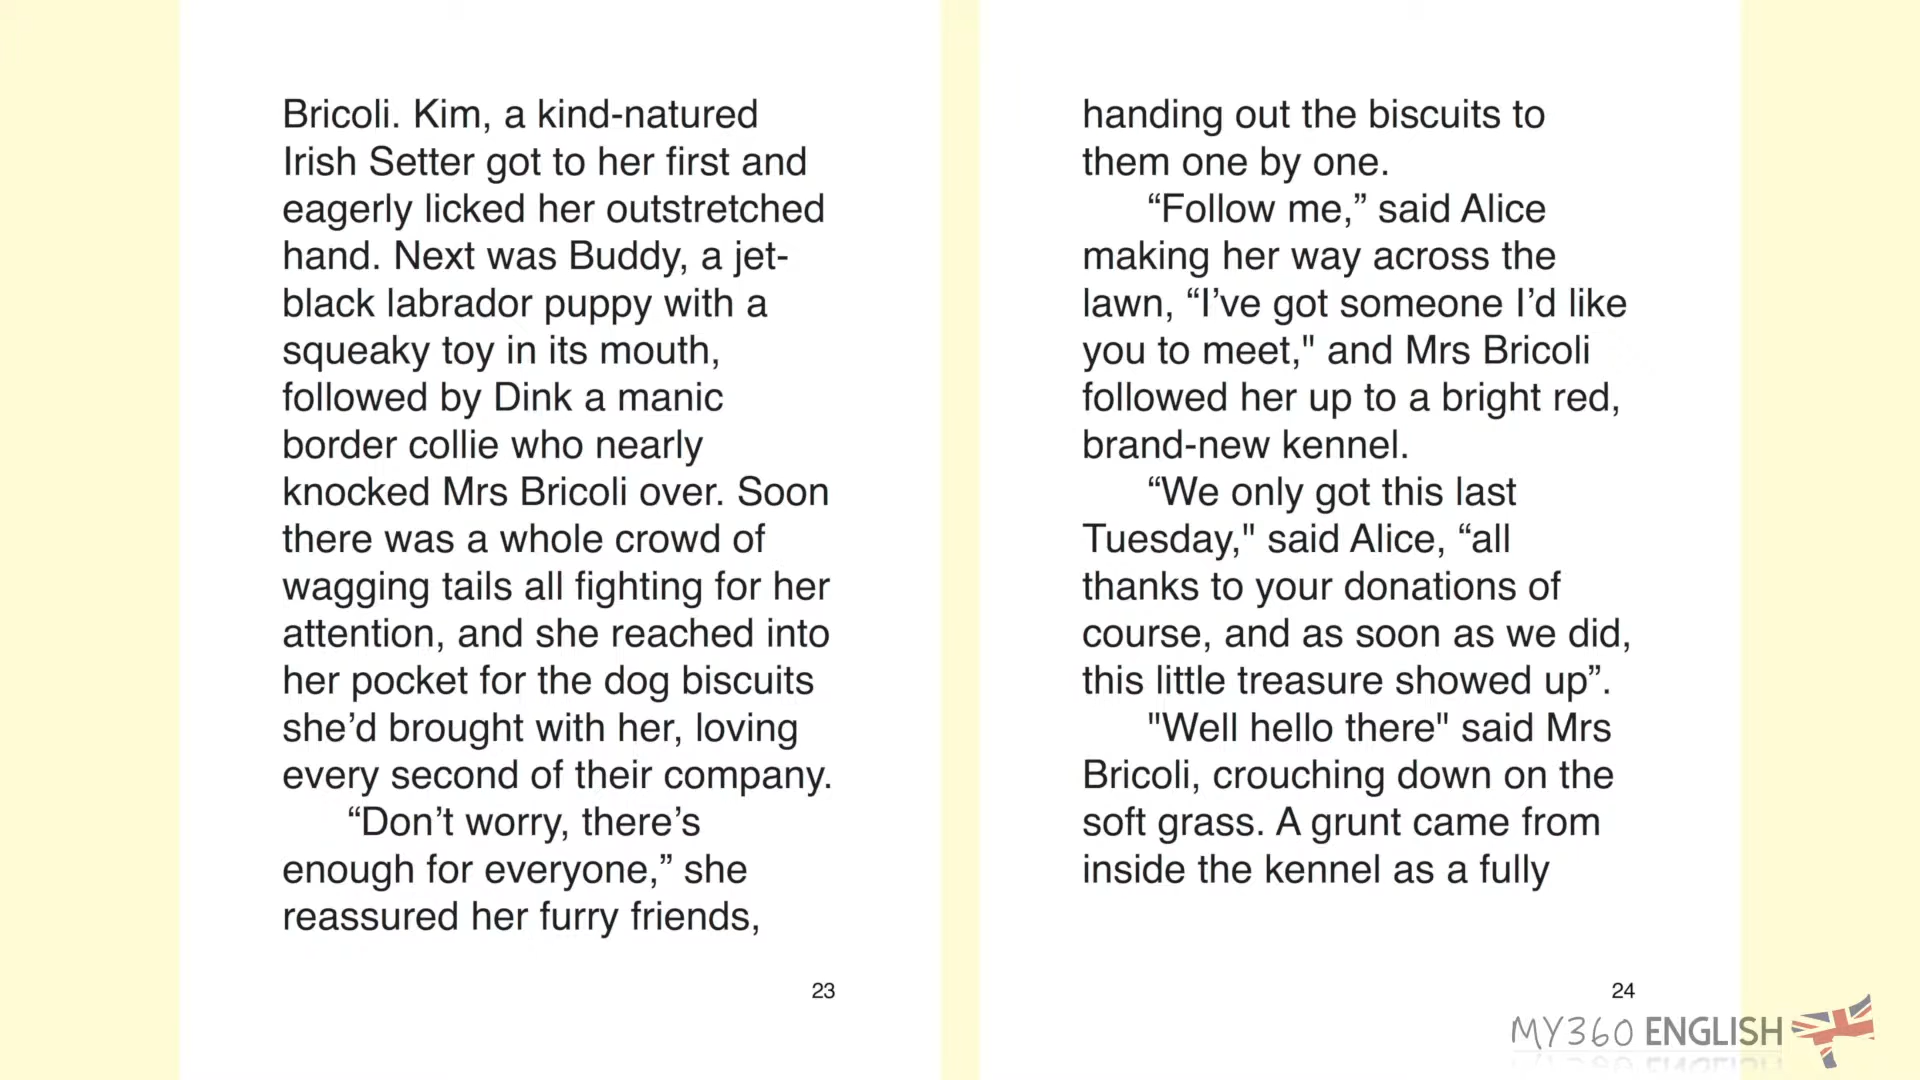 Bricoli. Kim, a kind-natured
Irish Setter got to her first and
eagerly licked her outstretched
hand. Next was Buddy, a jet-
black labrador puppy with a
squeaky toy in its mouth,
followed by Dink a manic
border collie who nearly
knocked Mrs Bricoli over. Soon
there was a whole crowd of
wagging tails all fighting for her
attention, and she reached into
her pocket for the dog biscuits
she’d brought with her, loving
every second of their company.
“Don’t worry, there’s
enough for everyone,” she
reassured her furry friends,
23
handing out the biscuits to
them one by one.
“Follow me,” said Alice
making her way across the
lawn, “I’ve got someone I’d like
you to meet," and Mrs Bricoli
followed her up to a bright red,
brand-new kennel.
“We only got this last
Tuesday," said Alice, “all
thanks to your donations of
course, and as soon as we did,
this little treasure showed up”.
"Well hello there" said Mrs
Bricoli, crouching down on the
soft grass. A grunt came from
inside the kennel as a fully
24
MY360 ENGLISH